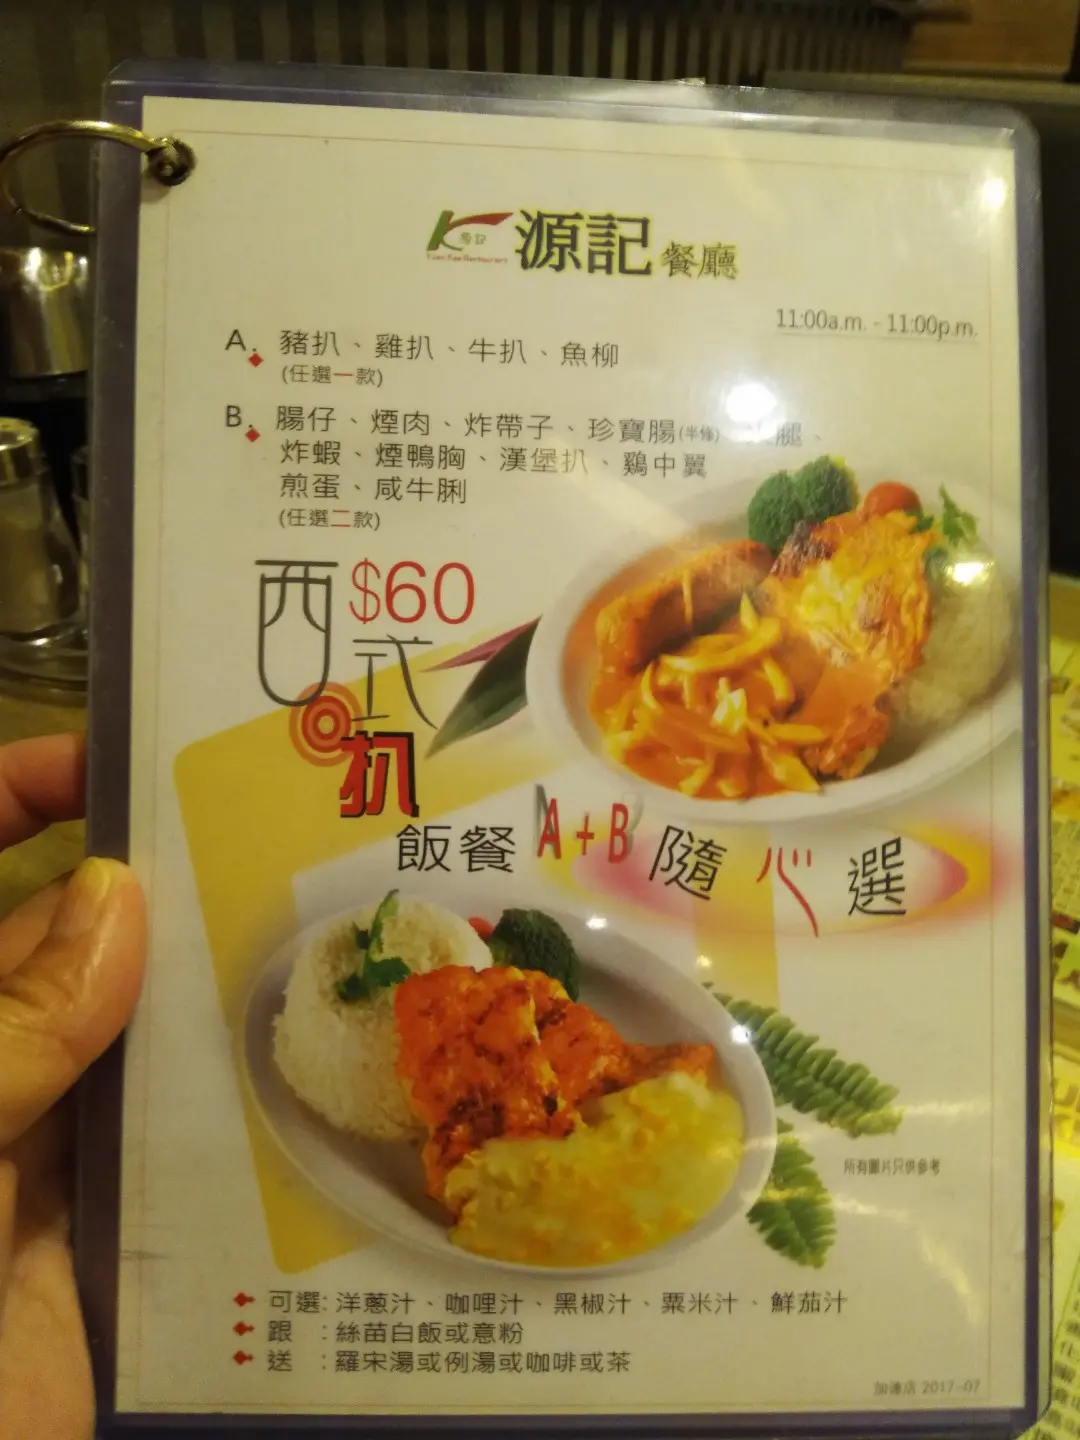 源記餐廳
11:00a.m. - 11:00p.m.
A. 豬扒、雞扒、牛扒、魚柳
(任選一款)
B. 腸仔、煙肉、炸帶子、珍寶腸(半條) 腿、
炸蝦、煙鴨胸、漢堡扒、鷄中翼
煎蛋、咸牛脷
(任選二款)
$60
西式扒
飯餐 A+B 隨心選
所有圖片只供參考
可選: 洋蔥汁、咖哩汁、黑椒汁、粟米汁、鮮茄汁
跟 : 絲苗白飯或意粉
送 : 羅宋湯或例湯或咖啡或茶
2017-07